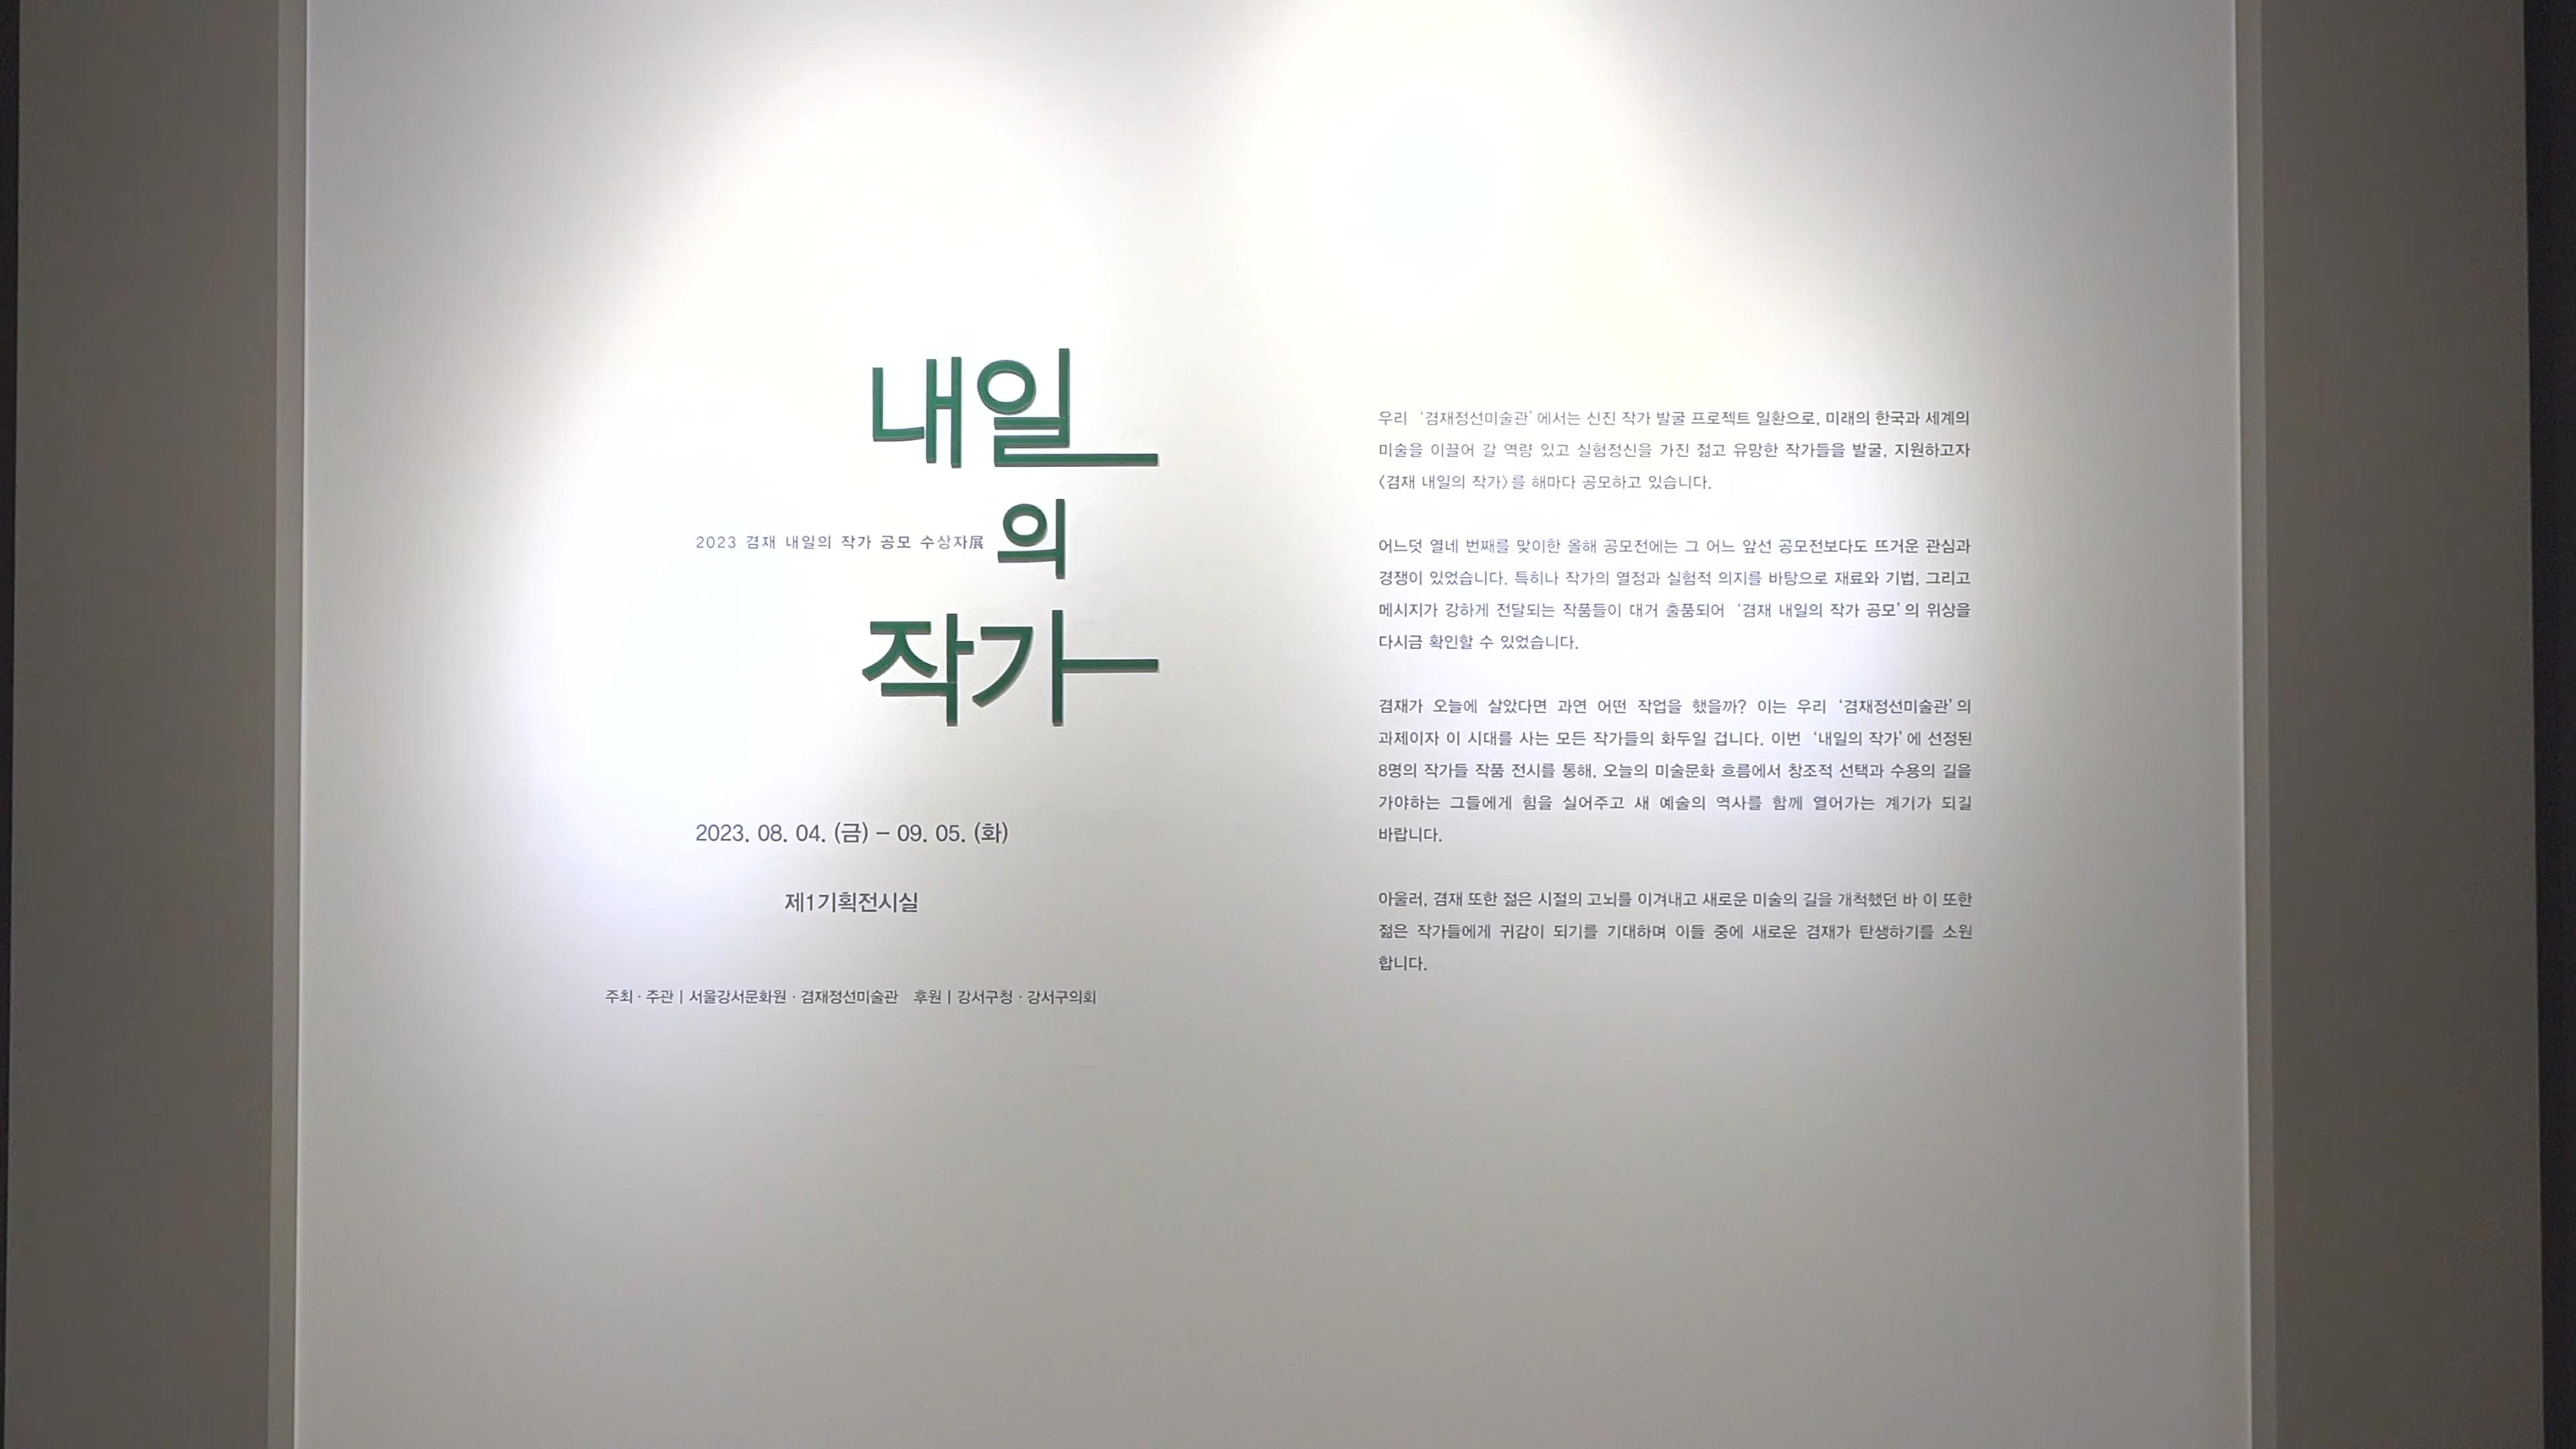 내일
의
작가
2023 겸재 내일의 작가 공모 수상자展
2023. 08. 04. (금) – 09. 05. (화)
제1기획전시실
주최 · 주관 | 서울강서문화원 · 겸재정선미술관 후원 | 강서구청 · 강서구의회
우리 ‘겸재정선미술관’에서는 신진 작가 발굴 프로젝트 일환으로, 미래의 한국과 세계의
미술을 이끌어 갈 역량 있고 실험정신을 가진 젊고 유망한 작가들을 발굴, 지원하고자
〈겸재 내일의 작가〉를 해마다 공모하고 있습니다.
어느덧 열네 번째를 맞이한 올해 공모전에는 그 어느 앞선 공모전보다도 뜨거운 관심과
경쟁이 있었습니다. 특히나 작가의 열정과 실험적 의지를 바탕으로 재료와 기법, 그리고
메시지가 강하게 전달되는 작품들이 대거 출품되어 ‘겸재 내일의 작가 공모’의 위상을
다시금 확인할 수 있었습니다.
겸재가 오늘에 살았다면 과연 어떤 작업을 했을까? 이는 우리 ‘겸재정선미술관’의
과제이자 이 시대를 사는 모든 작가들의 화두일 겁니다. 이번 ‘내일의 작가’에 선정된
8명의 작가들 작품 전시를 통해, 오늘의 미술문화 흐름에서 창조적 선택과 수용의 길을
가야하는 그들에게 힘을 실어주고 새 예술의 역사를 함께 열어가는 계기가 되길
바랍니다.
아울러, 겸재 또한 젊은 시절의 고뇌를 이겨내고 새로운 미술의 길을 개척했던 바 이 또한
젊은 작가들에게 귀감이 되기를 기대하며 이들 중에 새로운 겸재가 탄생하기를 소원
합니다.